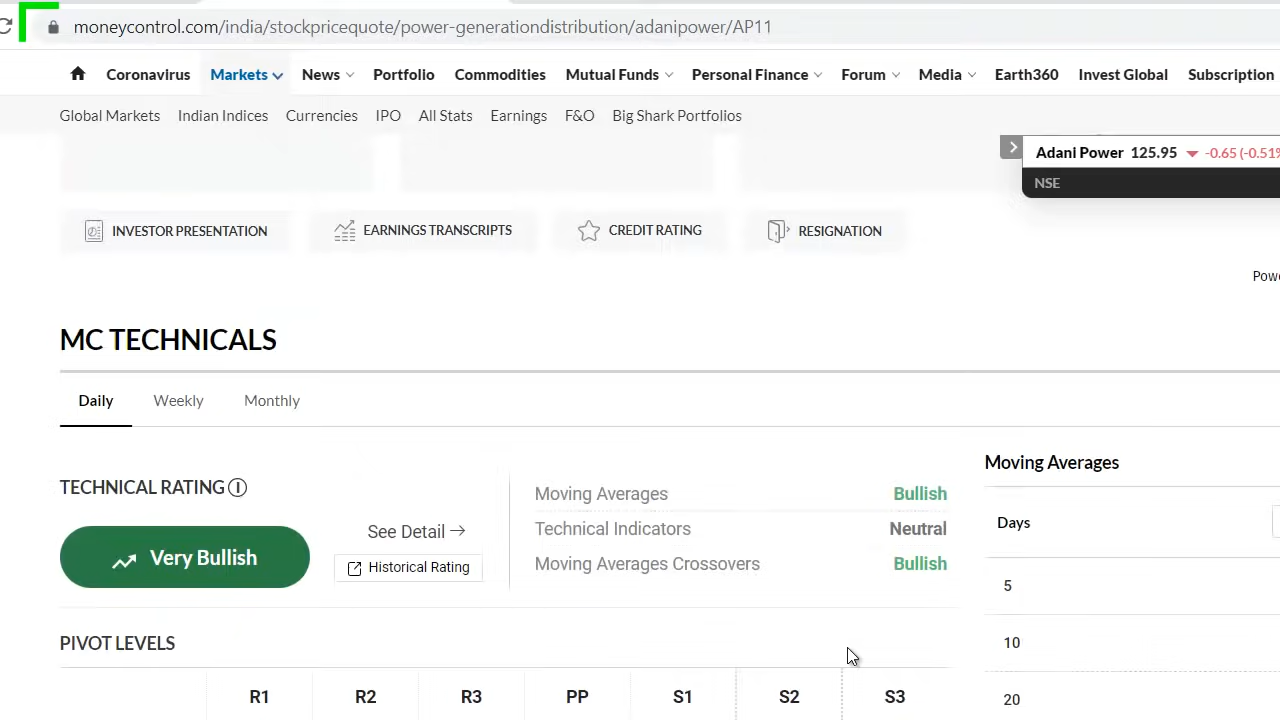 moneycontrol.com/india/stockpricequote/power-generationdistribution/adanipower/AP11
Coronavirus Markets News Portfolio Commodities Mutual Funds Personal Finance Forum Media Earth360 Invest Global Subscription
Global Markets Indian Indices Currencies IPO All Stats Earnings F&O Big Shark Portfolios
Adani Power 125.95 -0.65 (-0.51%
NSE
INVESTOR PRESENTATION EARNINGS TRANSCRIPTS CREDIT RATING RESIGNATION
MC TECHNICALS
Daily Weekly Monthly
Moving Averages
TECHNICAL RATING
Moving Averages Bullish
Days
See Detail →
Technical Indicators Neutral
Very Bullish
Historical Rating
Moving Averages Crossovers Bullish
5
PIVOT LEVELS
10
R1 R2 R3 PP S1 S2 S3
20